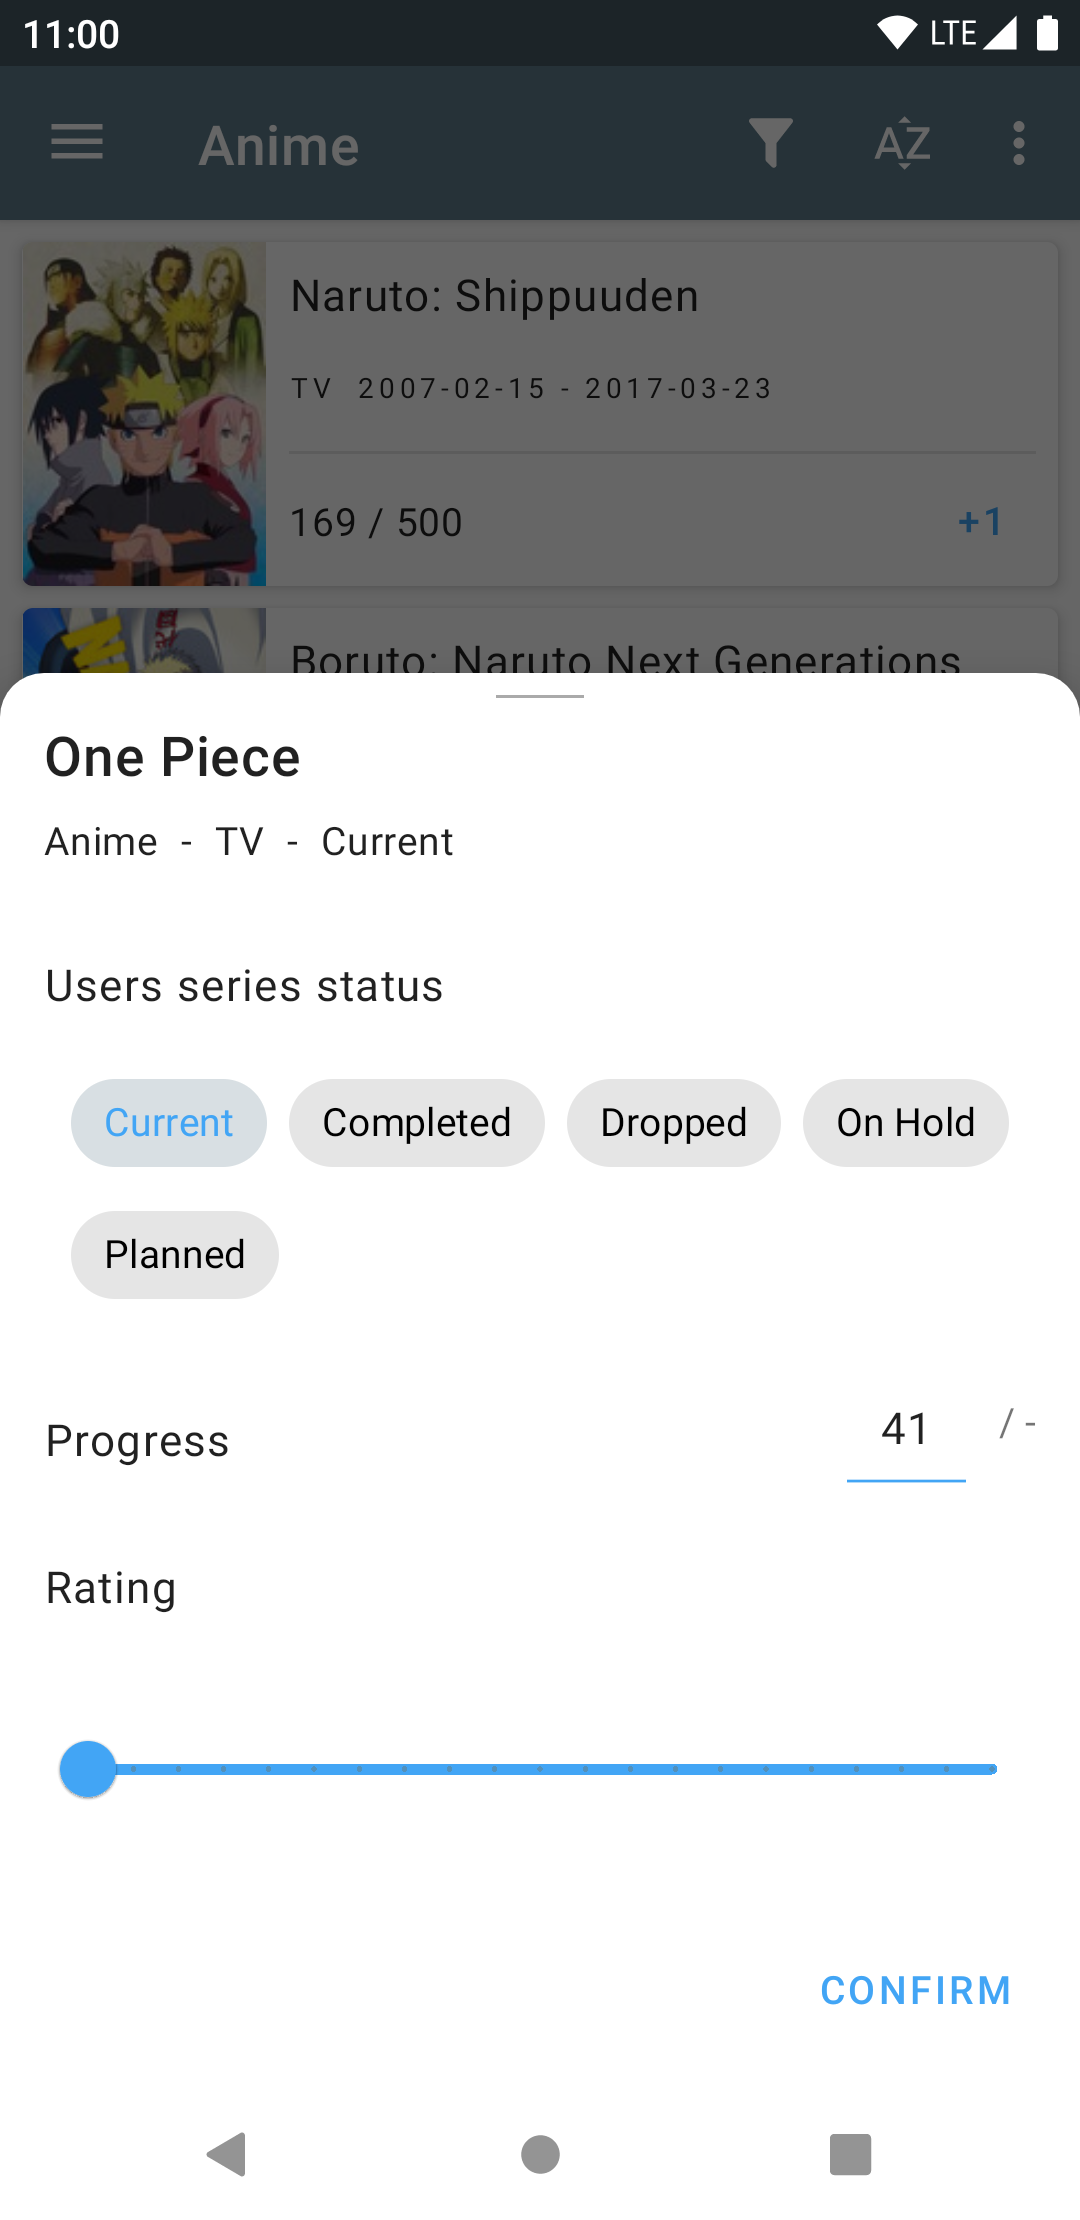 11:00 LTE
Anime AZ
Naruto: Shippuuden
TV 2007-02-15 - 2017-03-23
169 / 500 +1
Boruto: Naruto Next Generations
One Piece
Anime - TV - Current
Users series status
Current Completed Dropped On Hold
Planned
Progress 41 / -
Rating
CONFIRM